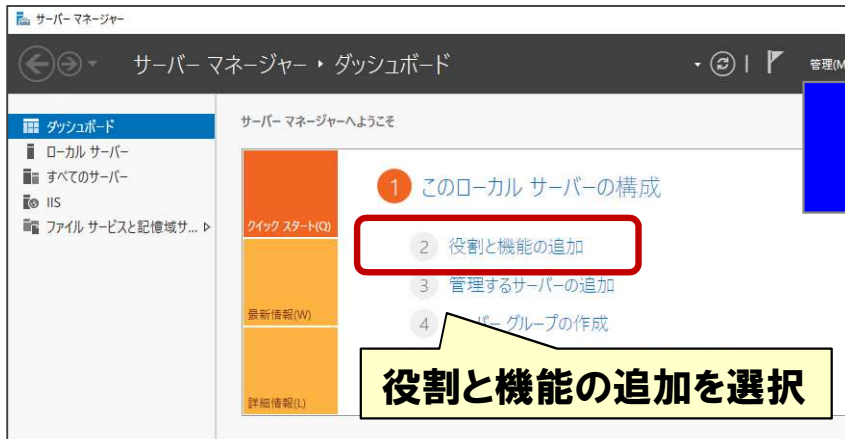 サーバー マネージャー
サーバー マネージャー・ダッシュボード
管理(M
ダッシュボード
ローカル サーバー
すべてのサーバー
IIS
ファイル サービスと記憶域サ...
サーバー マネージャーへようこそ
クイック スタート(Q)
最新情報(W)
詳細情報(L)
1 このローカル サーバーの構成
2 役割と機能の追加
3 管理するサーバーの追加
4 バー グループの作成
役割と機能の追加を選択